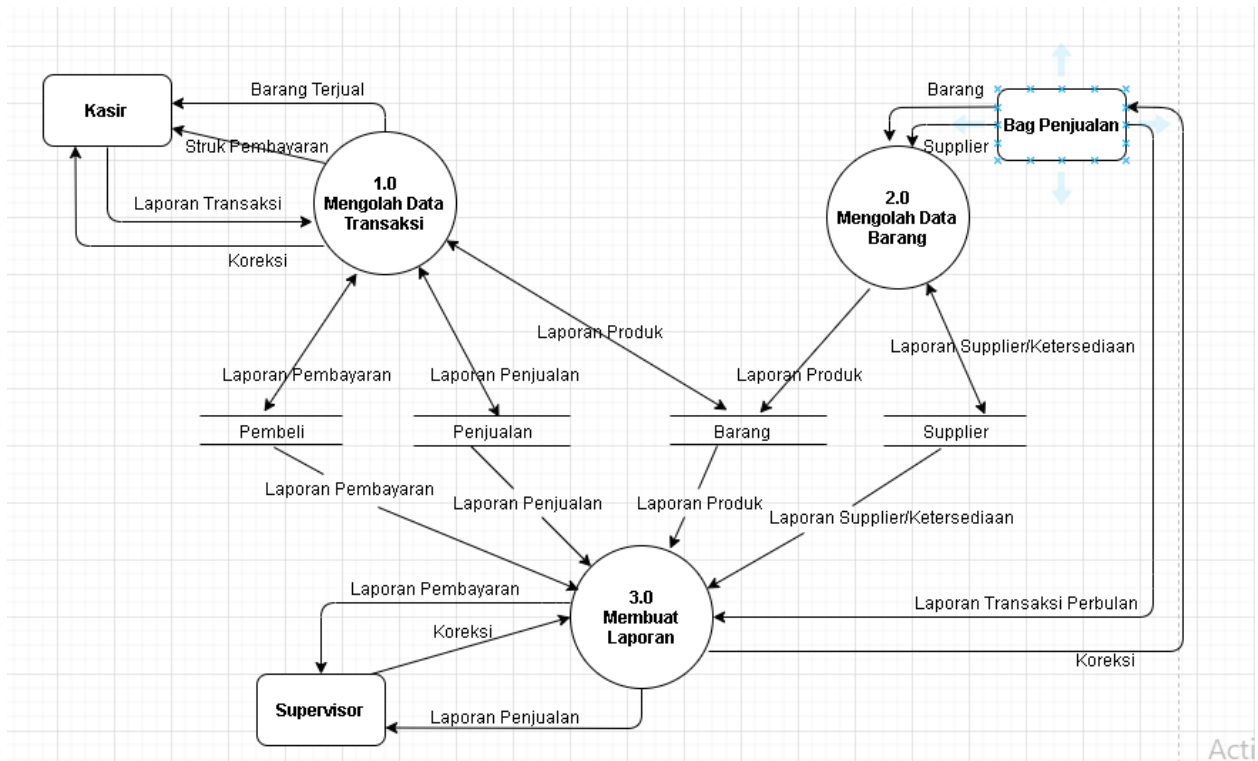 Barang Terjual
Barang
Kasir
Bag Penjualan
Struk Pembayaran
Supplier
1.0
Mengolah Data
Transaksi
2.0
Mengolah Data
Barang
Laporan Transaksi
Koreksi
Laporan Produk
Laporan Supplier/Ketersediaan
Laporan Pembayaran
Laporan Penjualan
Laporan Produk
Pembeli
Penjualan
Barang
Supplier
Laporan Pembayaran
Laporan Penjualan
Laporan Produk
Laporan Supplier/Ketersediaan
Laporan Pembayaran
3.0
Membuat
Laporan
Laporan Transaksi Perbulan
Koreksi
Koreksi
Supervisor
Laporan Penjualan
Acti